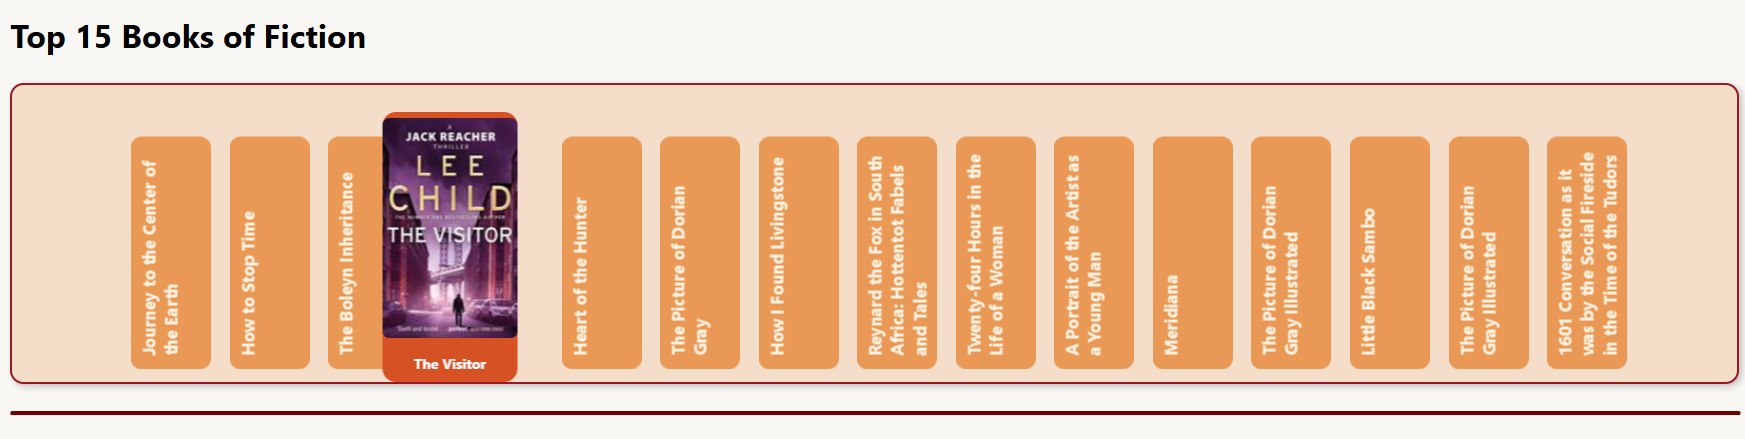 Top 15 Books of Fiction
Journey to the Center of
the Earth
How to Stop Time
The Boleyn Inheritance
A
JACK REACHER
THRILLER
LEE
CHILD
THE NUMBER ONE BESTSELLING AUTHOR
THE VISITOR
'Swift and brutal
perfect
The Visitor
Heart of the Hunter
The Picture of Dorian
Gray
How I Found Livingstone
Reynard the Fox in South
Africa: Hottentot Fabels
and Tales
Twenty-four Hours in the
Life of a Woman
A Portrait of the Artist as
a Young Man
Meridiana
The Picture of Dorian
Gray Illustrated
Little Black Sambo
The Picture of Dorian
Gray Illustrated
1601 Conversation as it
was by the Social Fireside
in the Time of the Tudors